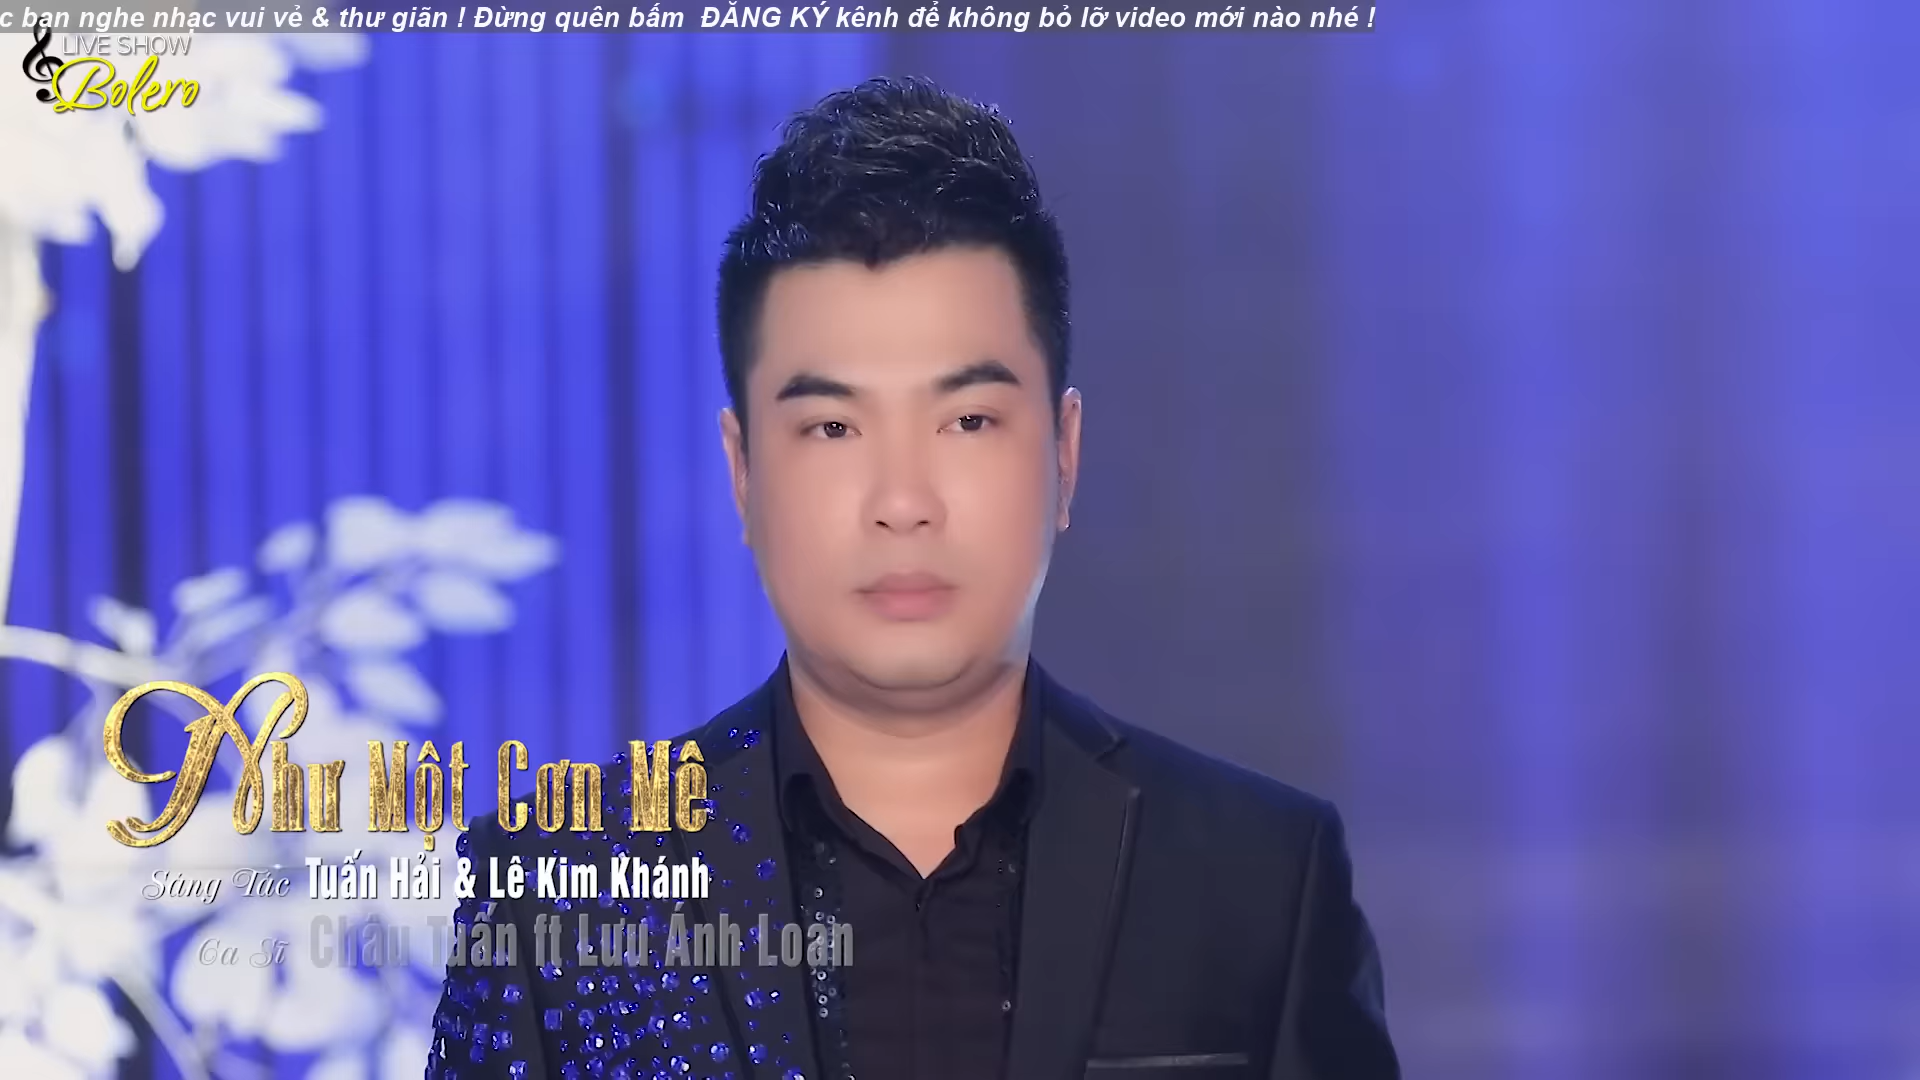 c bạn nghe nhạc vui vẻ & thư giãn ! Đừng quên bấm ĐĂNG KÝ kênh để không bỏ lỡ video mới nào nhé !
LIVE SHOW
Bolero
Như Một Cơn Mê
Sáng Tác Tuấn Hải & Lê Kim Khánh
Ca Sĩ Châu Tuấn ft Lưu Ánh Loan